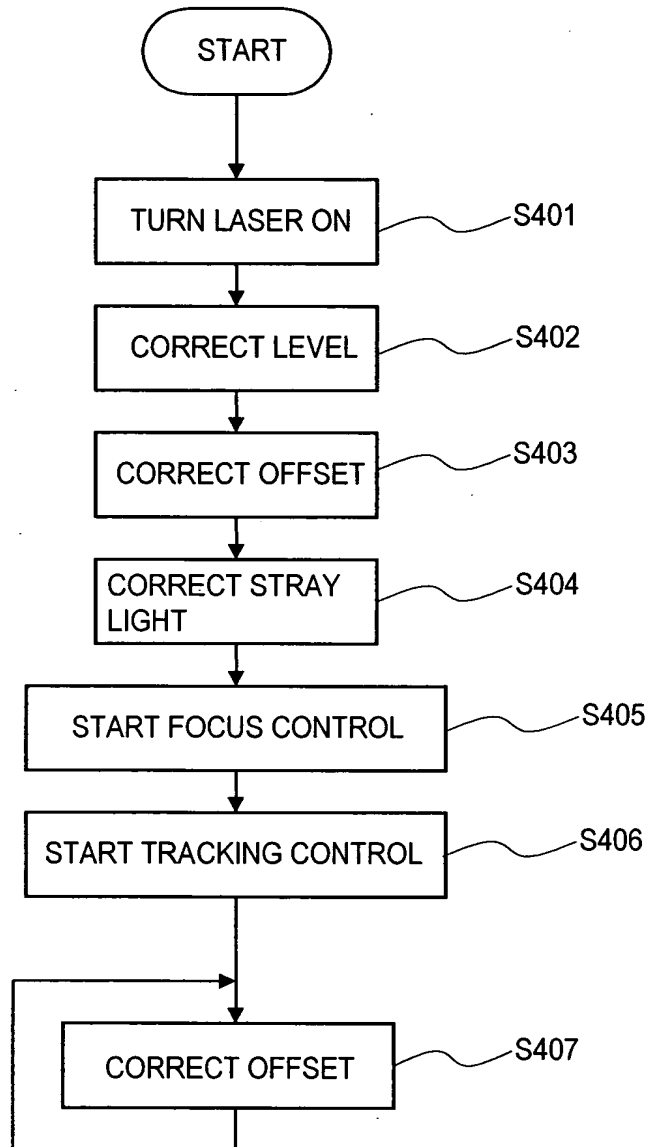 START
TURN LASER ON
S401
CORRECT LEVEL
S402
CORRECT OFFSET
S403
CORRECT STRAY
LIGHT
S404
START FOCUS CONTROL
S405
START TRACKING CONTROL
S406
CORRECT OFFSET
S407